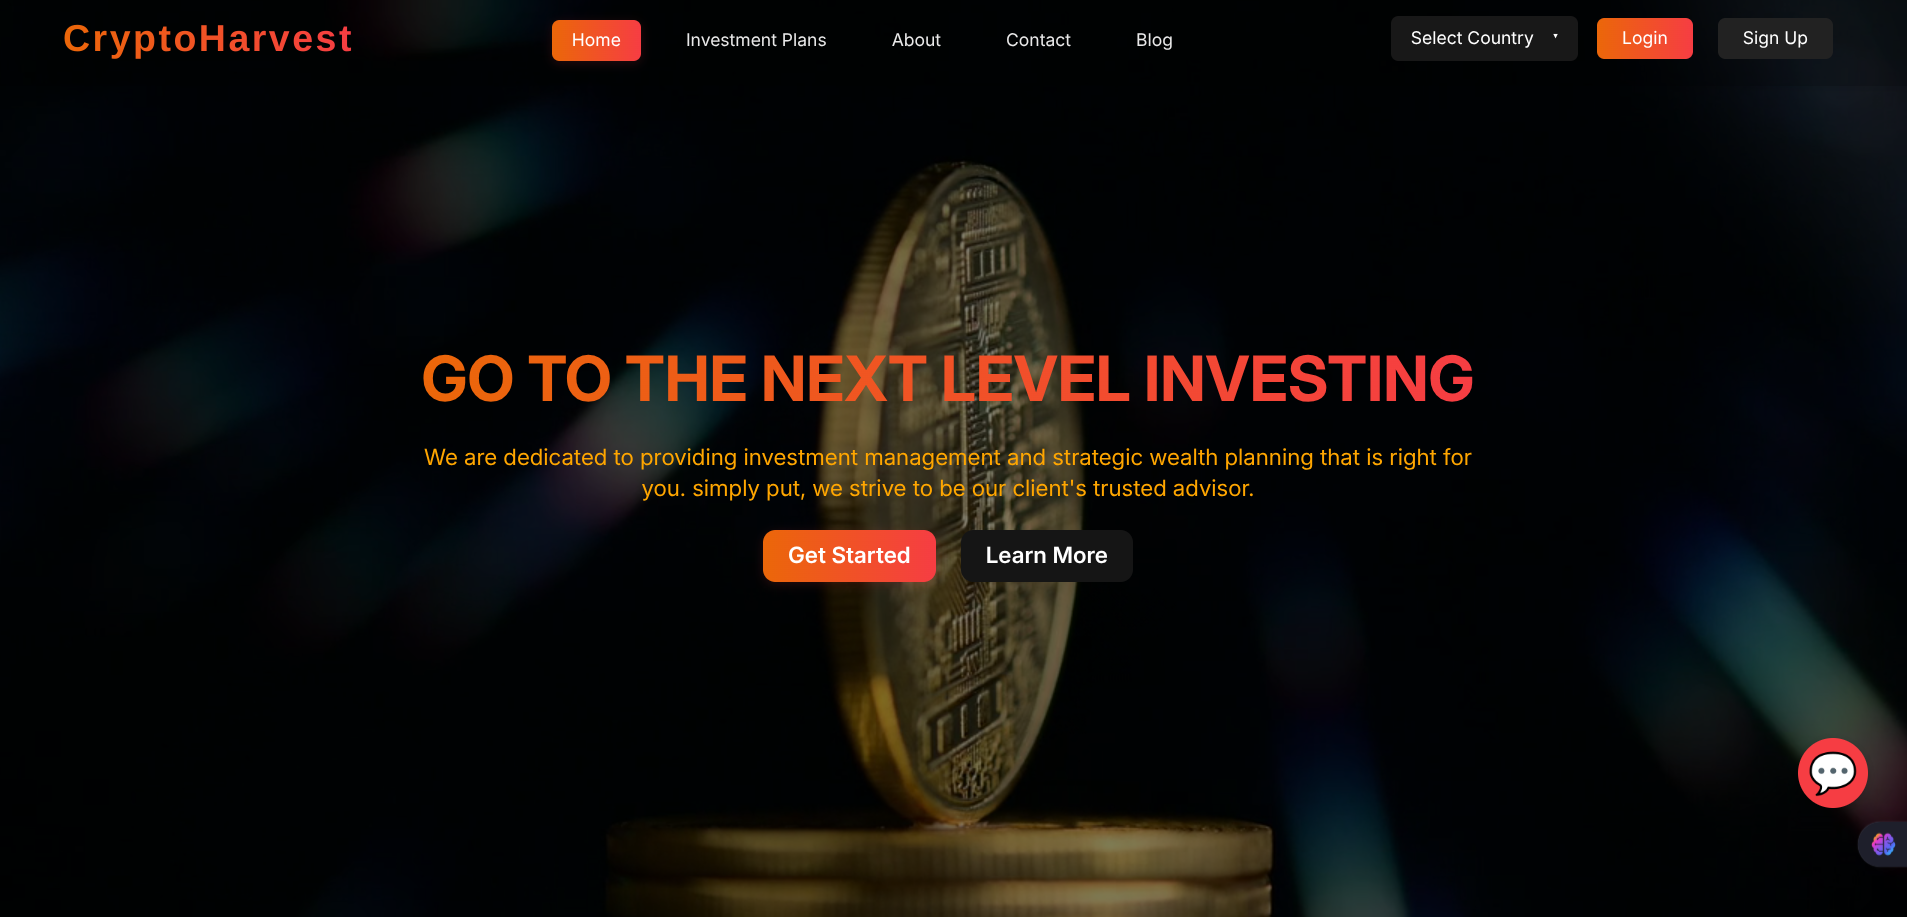 CryptoHarvest
Home
Investment Plans
About
Contact
Blog
Select Country
Login
Sign Up
GO TO THE NEXT LEVEL INVESTING
We are dedicated to providing investment management and strategic wealth planning that is right for
you. simply put, we strive to be our client's trusted advisor.
Get Started
Learn More